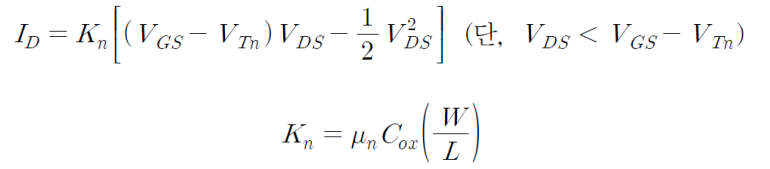 I_D = K_n[(V_GS − V_Tn)V_DS − 1/2 V_DS^2] (단, V_DS < V_GS − V_Tn)
K_n = μ_n C_ox(W/L)